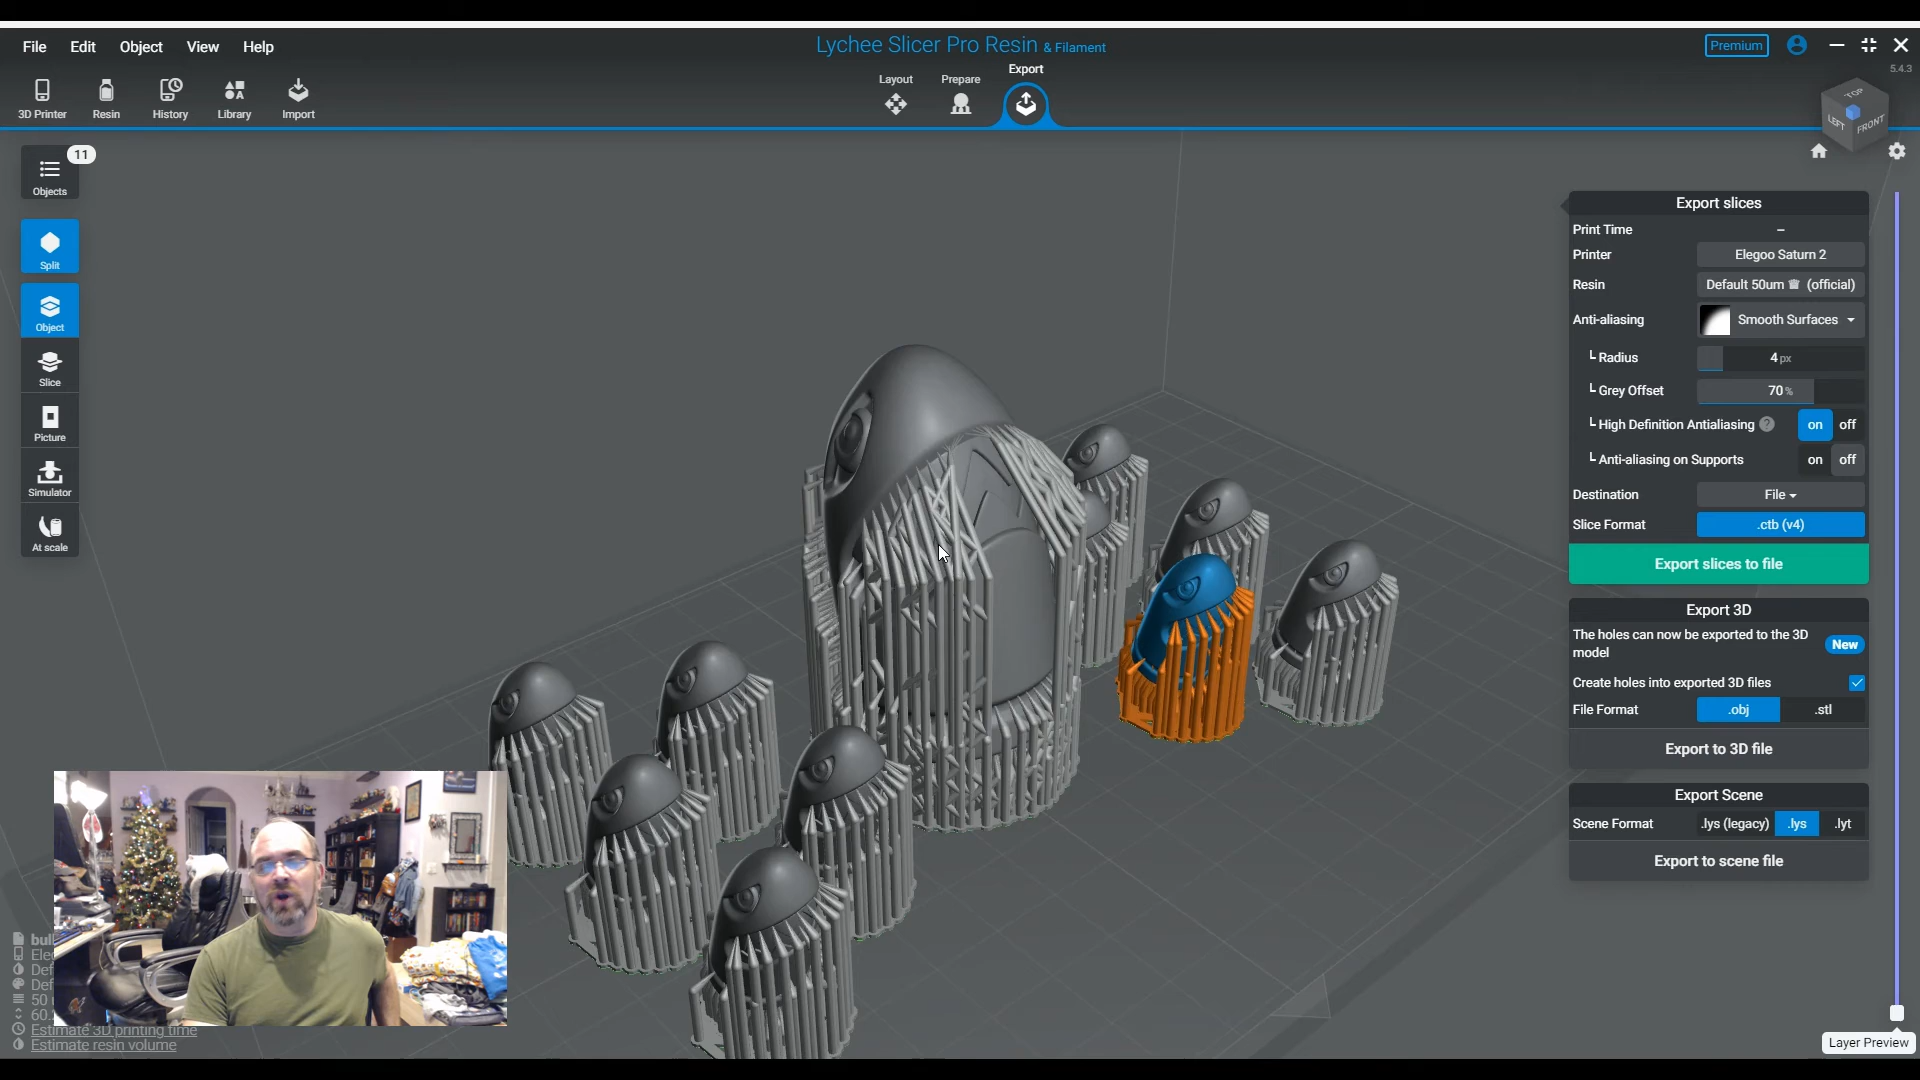 File Edit Object View Help
Lychee Slicer Pro Resin & Filament
Premium
5.4.3
3D Printer Resin History Library Import
Layout Prepare Export
TOP
LEFT FRONT
11
Objects
Split
Object
Slice
Picture
Simulator
At scale
Export slices
Print Time –
Printer Elegoo Saturn 2
Resin Default 50um (official)
Anti-aliasing Smooth Surfaces
Radius 4 px
Grey Offset 70 %
High Definition Antialiasing ? on off
Anti-aliasing on Supports on off
Destination File
Slice Format .ctb (v4)
Export slices to file
Export 3D
The holes can now be exported to the 3D
model New
Create holes into exported 3D files
File Format .obj .stl
Export to 3D file
Export Scene
Scene Format .lys (legacy) .lys .lyt
Export to scene file
50
60.
Estimate 3D printing time
Estimate resin volume
Layer Preview